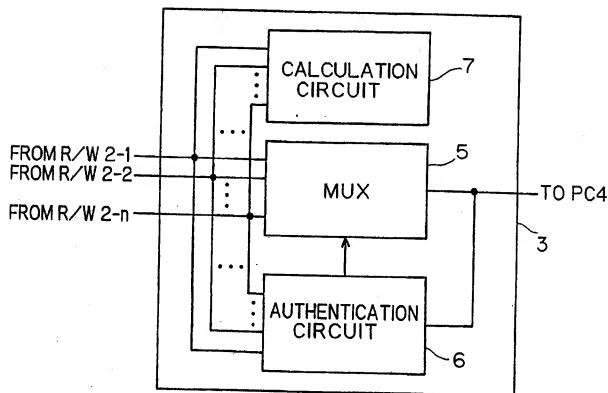 CALCULATION
CIRCUIT
7
FROM R/W 2-1
FROM R/W 2-2
FROM R/W 2-n
MUX
5
TO PC4
3
AUTHENTICATION
CIRCUIT
6